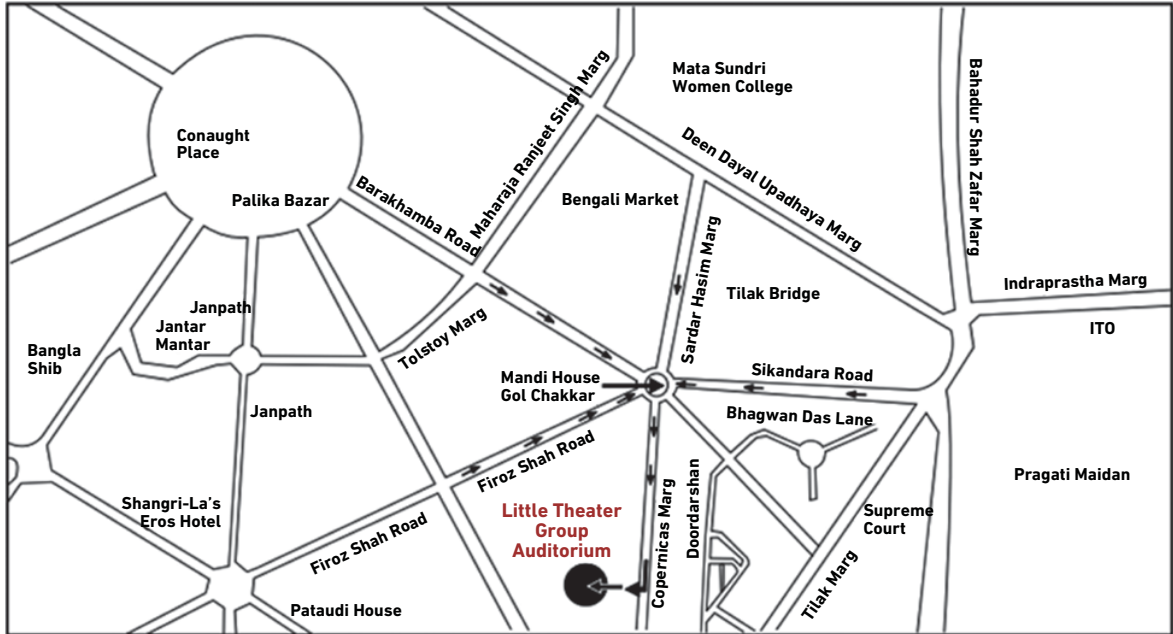 Conaught
Place
Palika Bazar
Barakhamba Road
Maharaja Ranjeet Singh Marg
Mata Sundri
Women College
Bahadur Shah Zafar Marg
Deen Dayal Upadhaya Marg
Bengali Market
Sardar Hasim Marg
Tilak Bridge
Indraprastha Marg
ITO
Janpath
Jantar
Mantar
Bangla
Shib
Tolstoy Marg
Mandi House
Gol Chakkar
Sikandara Road
Bhagwan Das Lane
Janpath
Firoz Shah Road
Pragati Maidan
Shangri-La's
Eros Hotel
Firoz Shah Road
Little Theater
Group
Auditorium
Copernicas Marg
Doordarshan
Supreme
Court
Tilak Marg
Pataudi House